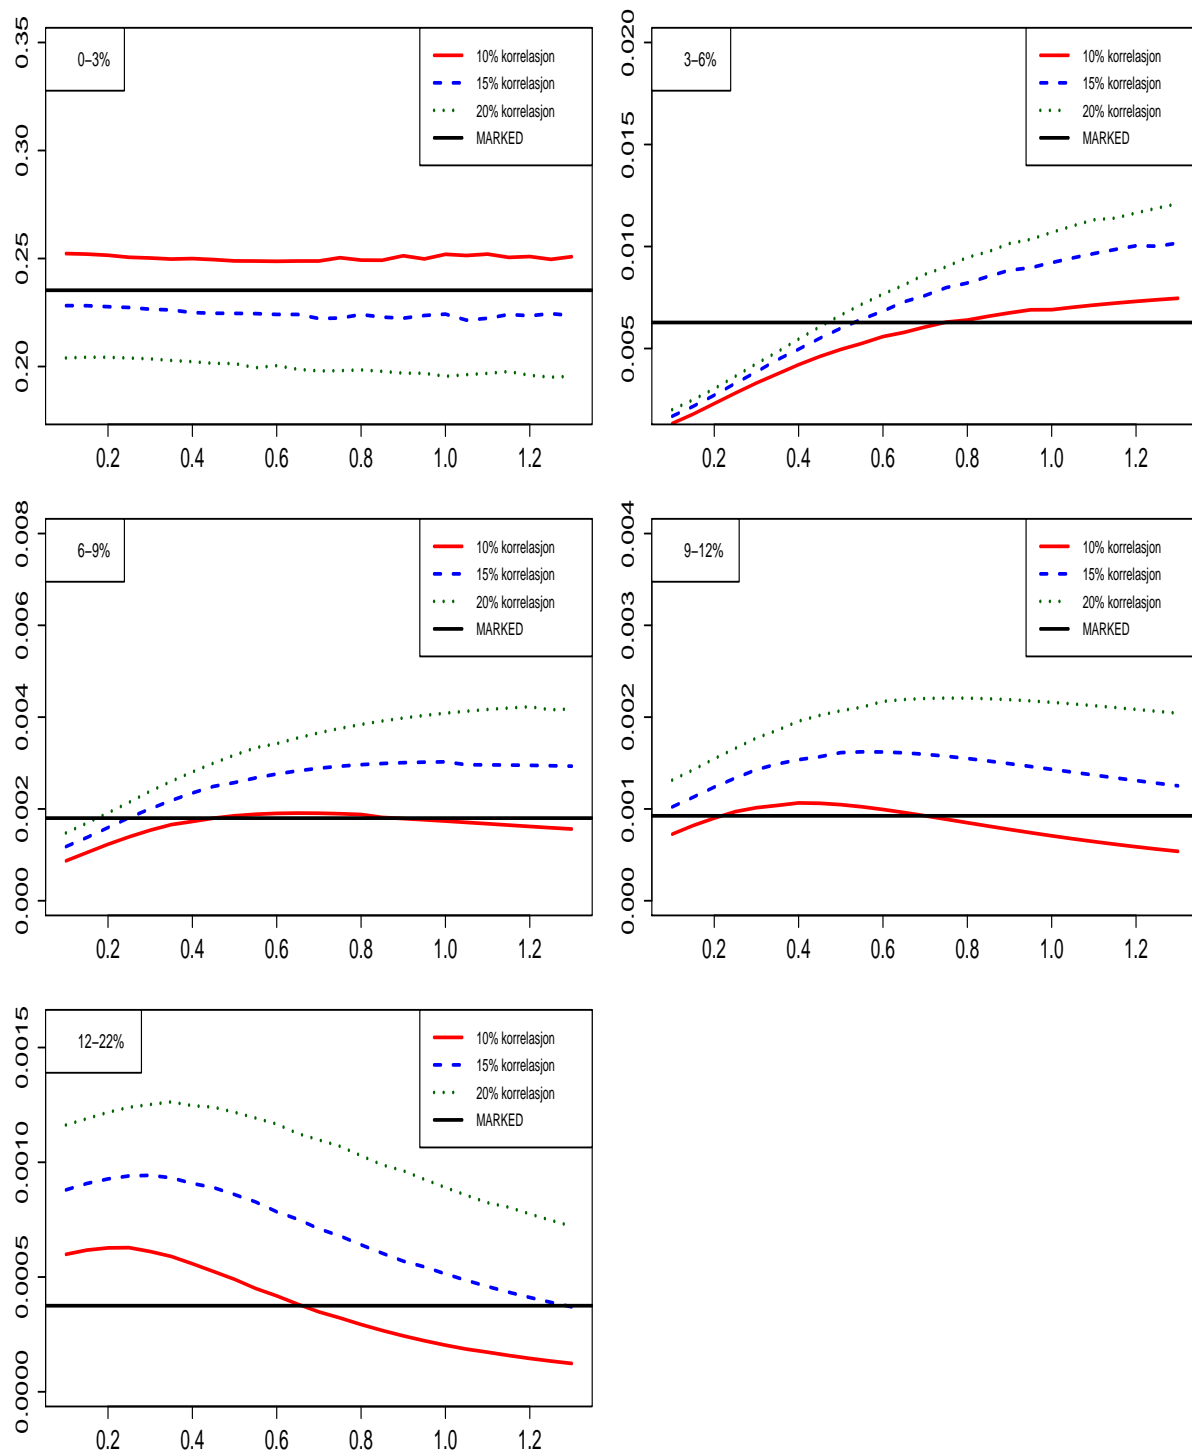 0–3%
10% korrelasjon
15% korrelasjon
20% korrelasjon
MARKED
0.35
0.30
0.25
0.20
0.2 0.4 0.6 0.8 1.0 1.2
3–6%
10% korrelasjon
15% korrelasjon
20% korrelasjon
MARKED
0.020
0.015
0.010
0.005
0.2 0.4 0.6 0.8 1.0 1.2
6–9%
10% korrelasjon
15% korrelasjon
20% korrelasjon
MARKED
0.008
0.006
0.004
0.002
0.000
0.2 0.4 0.6 0.8 1.0 1.2
9–12%
10% korrelasjon
15% korrelasjon
20% korrelasjon
MARKED
0.004
0.003
0.002
0.001
0.000
0.2 0.4 0.6 0.8 1.0 1.2
12–22%
10% korrelasjon
15% korrelasjon
20% korrelasjon
MARKED
0.0015
0.0010
0.0005
0.0000
0.2 0.4 0.6 0.8 1.0 1.2